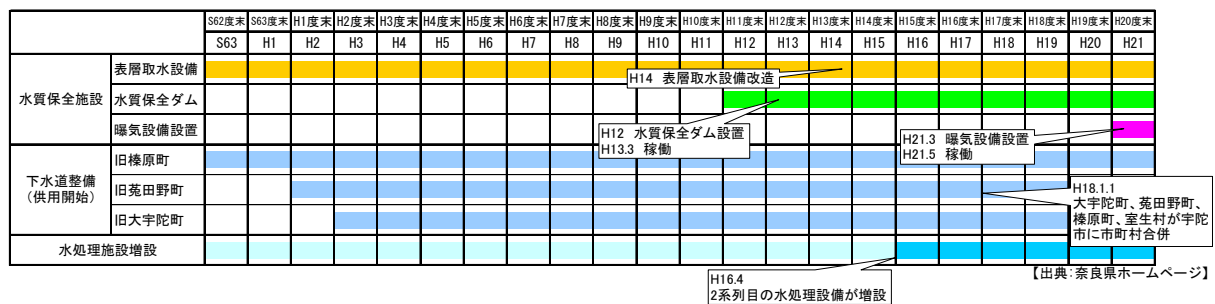 S62度末 S63度末 H1度末 H2度末 H3度末 H4度末 H5度末 H6度末 H7度末 H8度末 H9度末 H10度末 H11度末 H12度末 H13度末 H14度末 H15度末 H16度末 H17度末 H18度末 H19度末 H20度末
S63 H1 H2 H3 H4 H5 H6 H7 H8 H9 H10 H11 H12 H13 H14 H15 H16 H17 H18 H19 H20 H21
水質保全施設
表層取水設備
H14 表層取水設備改造
水質保全ダム
H12 水質保全ダム設置
H13.3 稼働
曝気設備設置
H21.3 曝気設備設置
H21.5 稼働
下水道整備
(供用開始)
旧榛原町
旧菟田野町
旧大宇陀町
H18.1.1
大宇陀町、菟田野町、
榛原町、室生村が宇陀
市に市町村合併
水処理施設増設
H16.4
2系列目の水処理設備が増設
【出典:奈良県ホームページ】